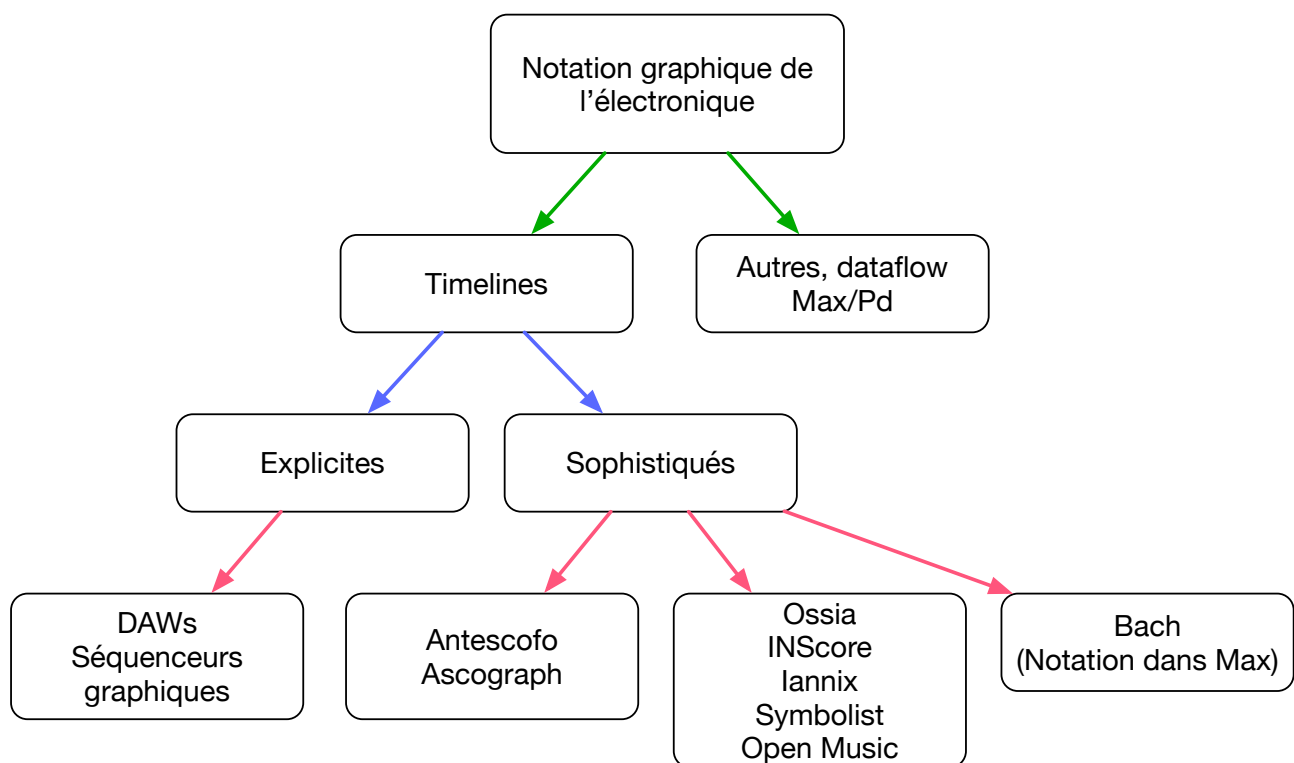 Notation graphique de
l’électronique
Timelines
Autres, dataflow
Max/Pd
Explicites
Sophistiqués
DAWs
Séquenceurs
graphiques
Antescofo
Ascograph
Ossia
INScore
Iannix
Symbolist
Open Music
Bach
(Notation dans Max)